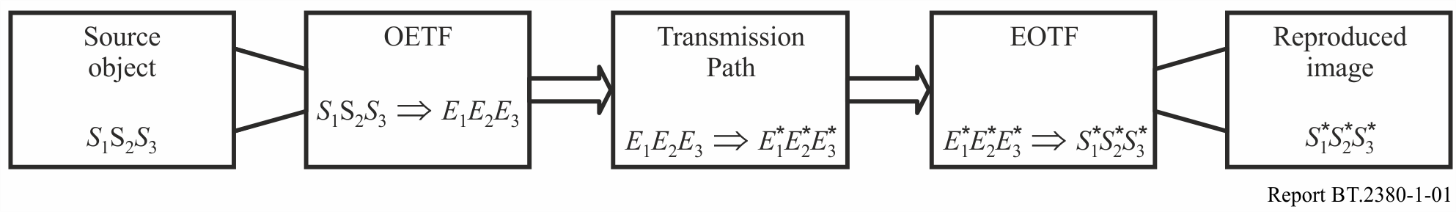 Source
object
S₁S₂S₃
OETF
S₁S₂S₃ ⟹ E₁E₂E₃
Transmission
Path
E₁E₂E₃ ⟹ E₁*E₂*E₃*
EOTF
E₁*E₂*E₃* ⟹ S₁*S₂*S₃*
Reproduced
image
S₁*S₂*S₃*
Report BT.2380-1-01